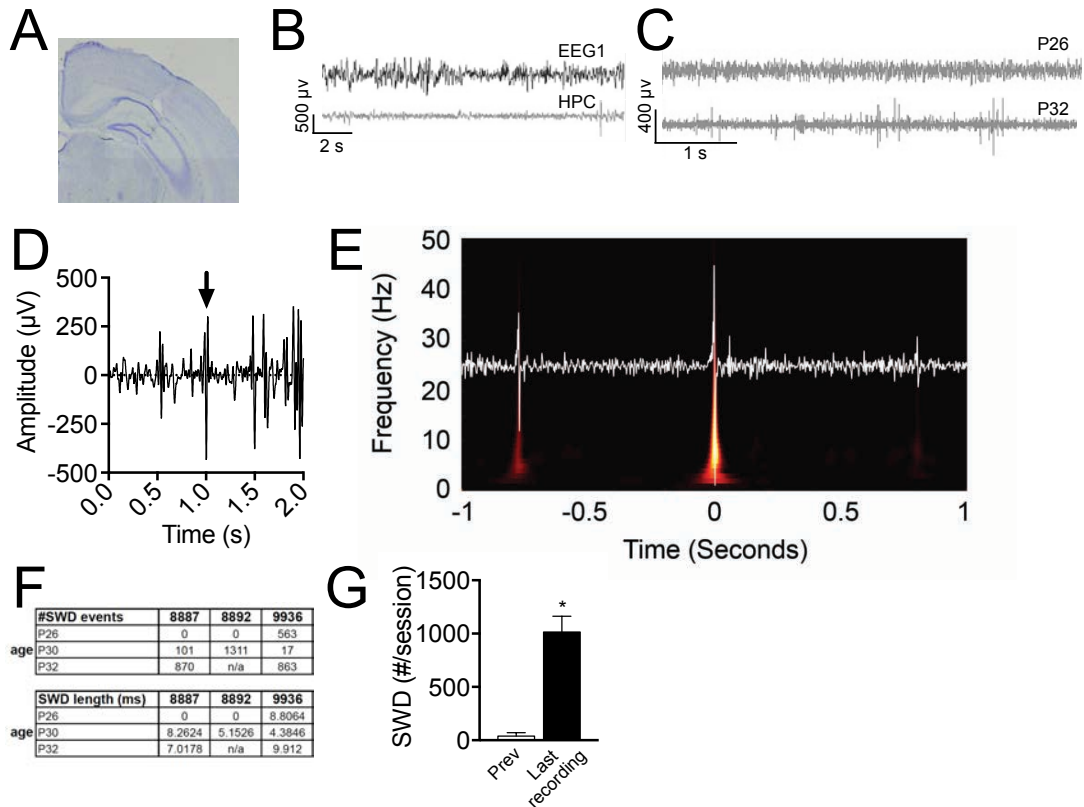 A
B
EEG1
HPC
500 μv
2 s
C
P26
P32
400 μv
1 s
D
500
250
0
-250
-500
Amplitude (μV)
0.0
0.5
1.0
1.5
2.0
Time (s)
E
50
40
30
20
10
0
Frequency (Hz)
-1
-0.5
0
0.5
1
Time (Seconds)
F
#SWD events 8887 8892 9936
P26 0 0 563
age P30 101 1311 17
P32 870 n/a 863
SWD length (ms) 8887 8892 9936
P26 0 0 8.8064
age P30 8.2624 5.1526 4.3846
P32 7.0178 n/a 9.912
G
1500
1000
500
0
SWD (#/session)
*
Prev
Last
recording